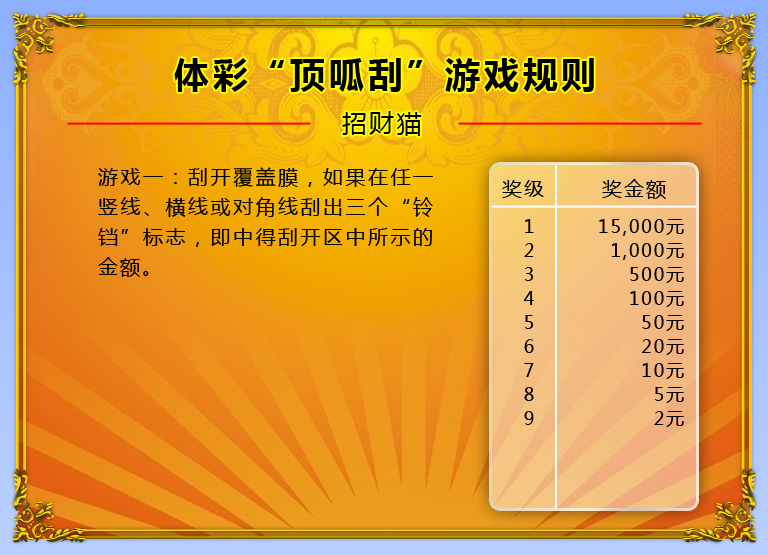 体彩“顶呱刮”游戏规则
招财猫
游戏一：刮开覆盖膜，如果在任一
竖线、横线或对角线刮出三个“铃
铛”标志，即中得刮开区中所示的
金额。
奖级 奖金额
1 15,000元
2 1,000元
3 500元
4 100元
5 50元
6 20元
7 10元
8 5元
9 2元